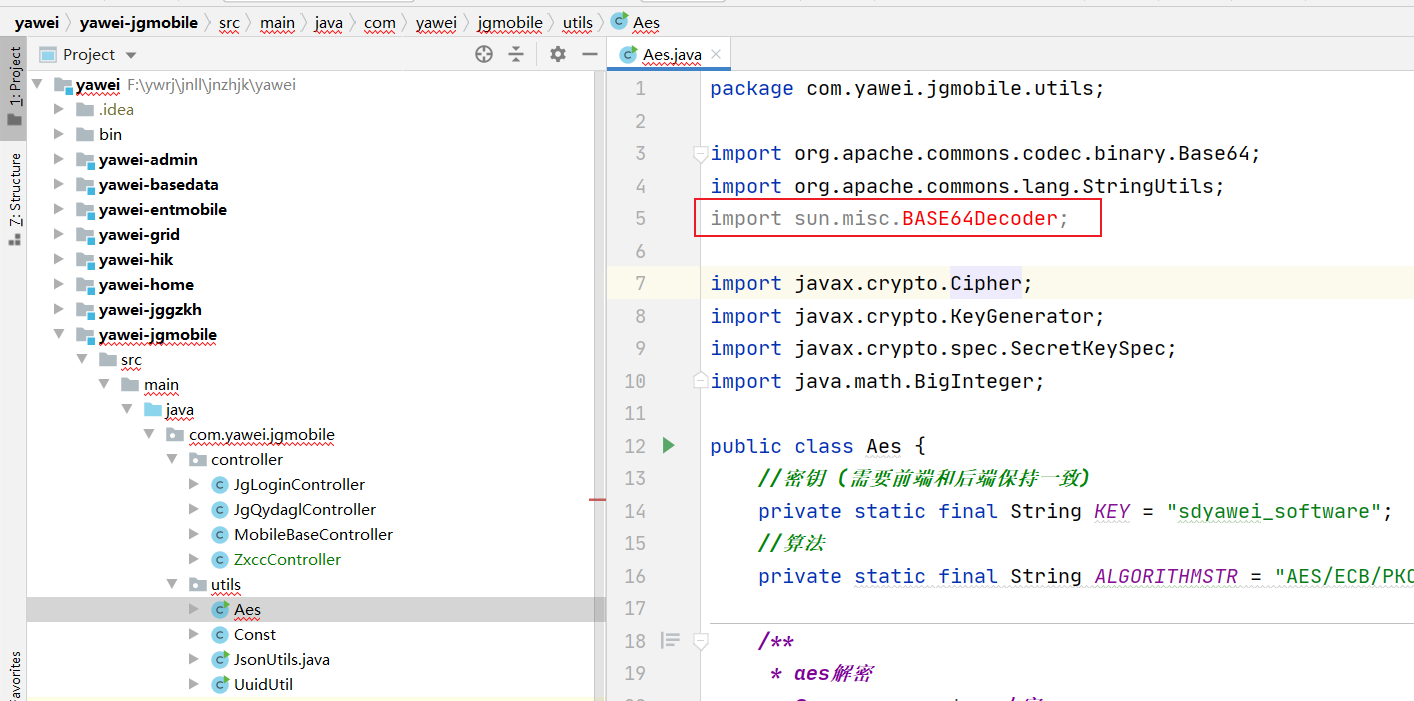 yawei yawei-jgmobile src main java com yawei jgmobile utils Aes
1: Project
7: Structure
Project
yawei F:\ywrj\jnll\jnzhjk\yawei
.idea
bin
yawei-admin
yawei-basedata
yawei-entmobile
yawei-grid
yawei-hik
yawei-home
yawei-jggzkh
yawei-jgmobile
src
main
java
com.yawei.jgmobile
controller
JgLoginController
JgQydaglController
MobileBaseController
ZxccController
utils
Aes
Const
JsonUtils.java
UuidUtil
Aes.java
1 package com.yawei.jgmobile.utils;
2
3 import org.apache.commons.codec.binary.Base64;
4 import org.apache.commons.lang.StringUtils;
5 import sun.misc.BASE64Decoder;
6
7 import javax.crypto.Cipher;
8 import javax.crypto.KeyGenerator;
9 import javax.crypto.spec.SecretKeySpec;
10 import java.math.BigInteger;
11
12 public class Aes {
13 //密钥 (需要前端和后端保持一致)
14 private static final String KEY = "sdyawei_software";
15 //算法
16 private static final String ALGORITHMSTR = "AES/ECB/PKC
17
18 /**
19 * aes解密